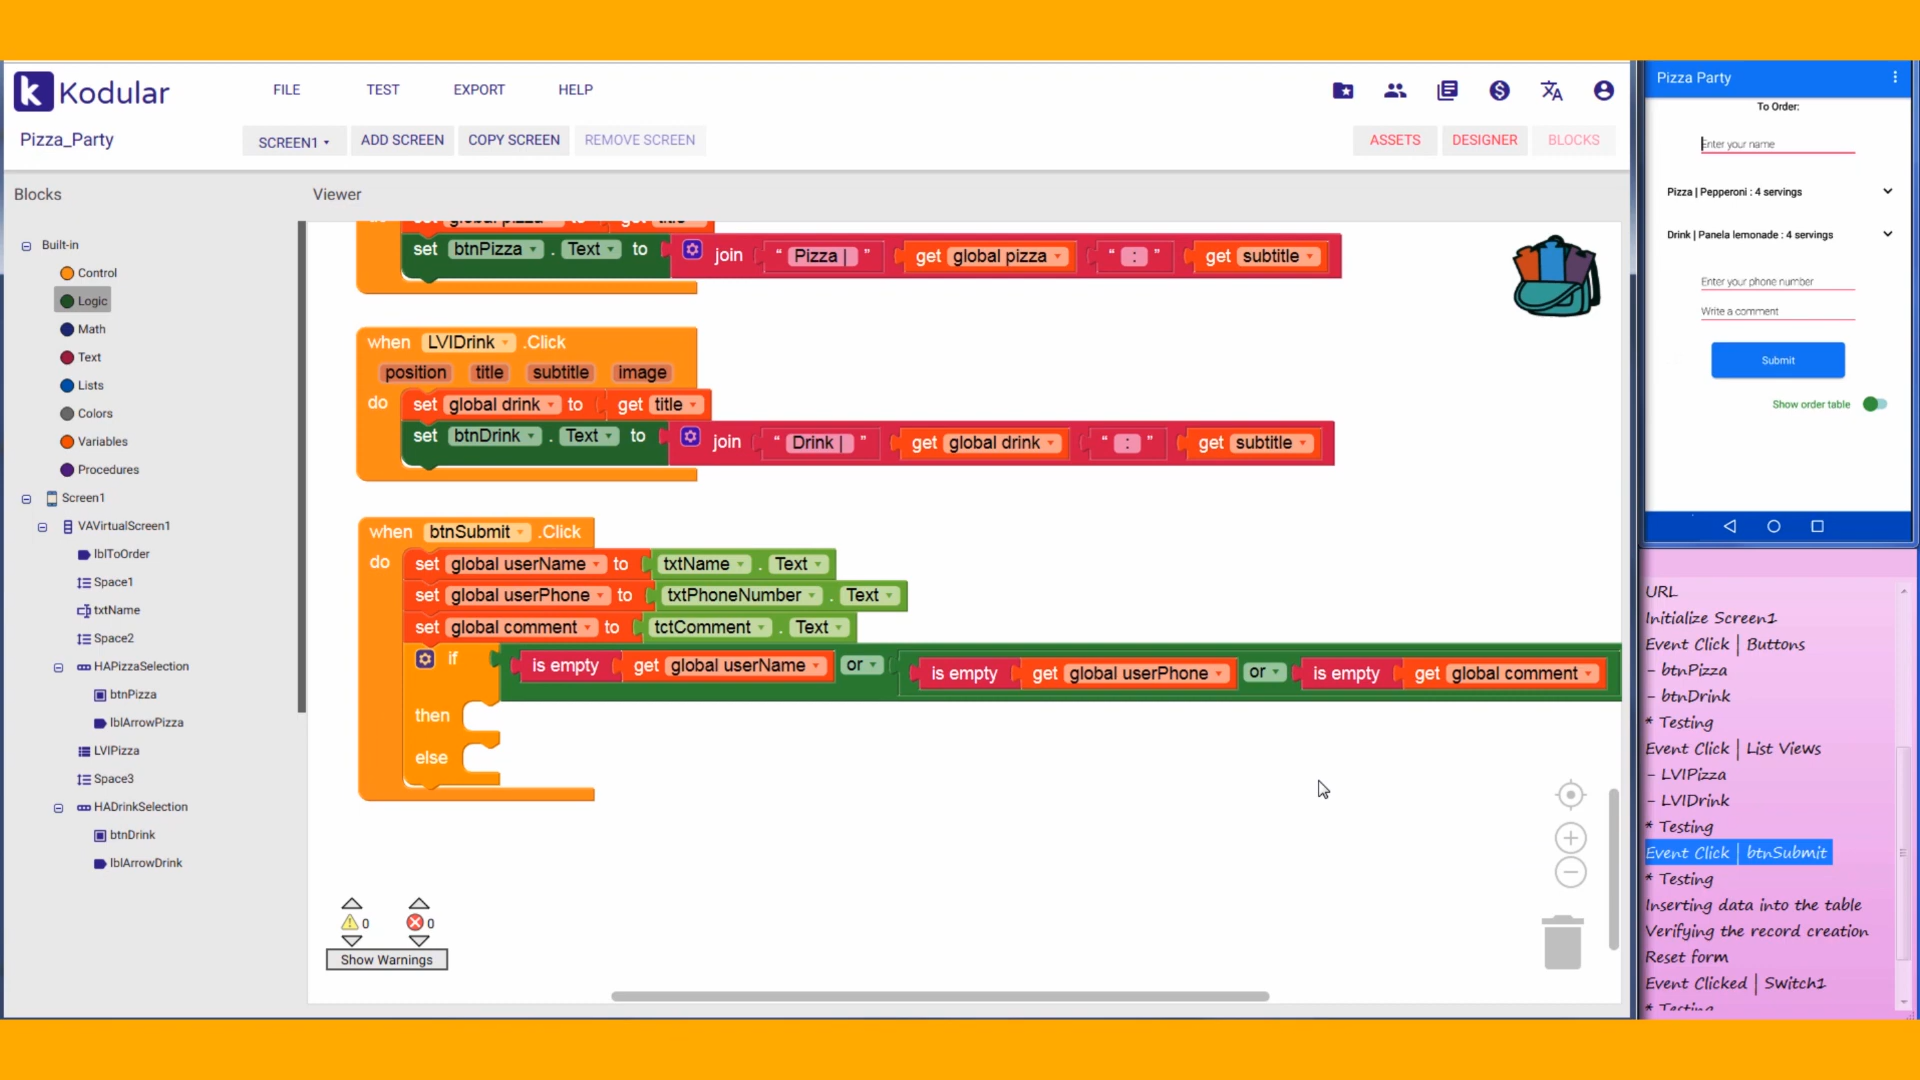 Kodular
FILE TEST EXPORT HELP
Pizza_Party
SCREEN1 ADD SCREEN COPY SCREEN REMOVE SCREEN
ASSETS DESIGNER BLOCKS
Blocks
Viewer
Built-in
Control
Logic
Math
Text
Lists
Colors
Variables
Procedures
Screen1
VAVirtualScreen1
lblToOrder
Space1
txtName
Space2
HAPizzaSelection
btnPizza
lblArrowPizza
LVIPizza
Space3
HADrinkSelection
btnDrink
lblArrowDrink
set btnPizza . Text to join " Pizza | " get global pizza " : " get subtitle
when LVIDrink .Click
position title subtitle image
do set global drink to get title
set btnDrink . Text to join " Drink | " get global drink " : " get subtitle
when btnSubmit .Click
do set global userName to txtName . Text
set global userPhone to txtPhoneNumber . Text
set global comment to tctComment . Text
if is empty get global userName or is empty get global userPhone or is empty get global comment
then
else
0 0
Show Warnings
Pizza Party
To Order:
Enter your name
Pizza | Pepperoni : 4 servings
Drink | Panela lemonade : 4 servings
Enter your phone number
Write a comment
Submit
Show order table
URL
Initialize Screen1
Event Click | Buttons
- btnPizza
- btnDrink
* Testing
Event Click | List Views
- LVIPizza
- LVIDrink
* Testing
Event Click | btnSubmit
* Testing
Inserting data into the table
Verifying the record creation
Reset form
Event Clicked | Switch1
* Testing